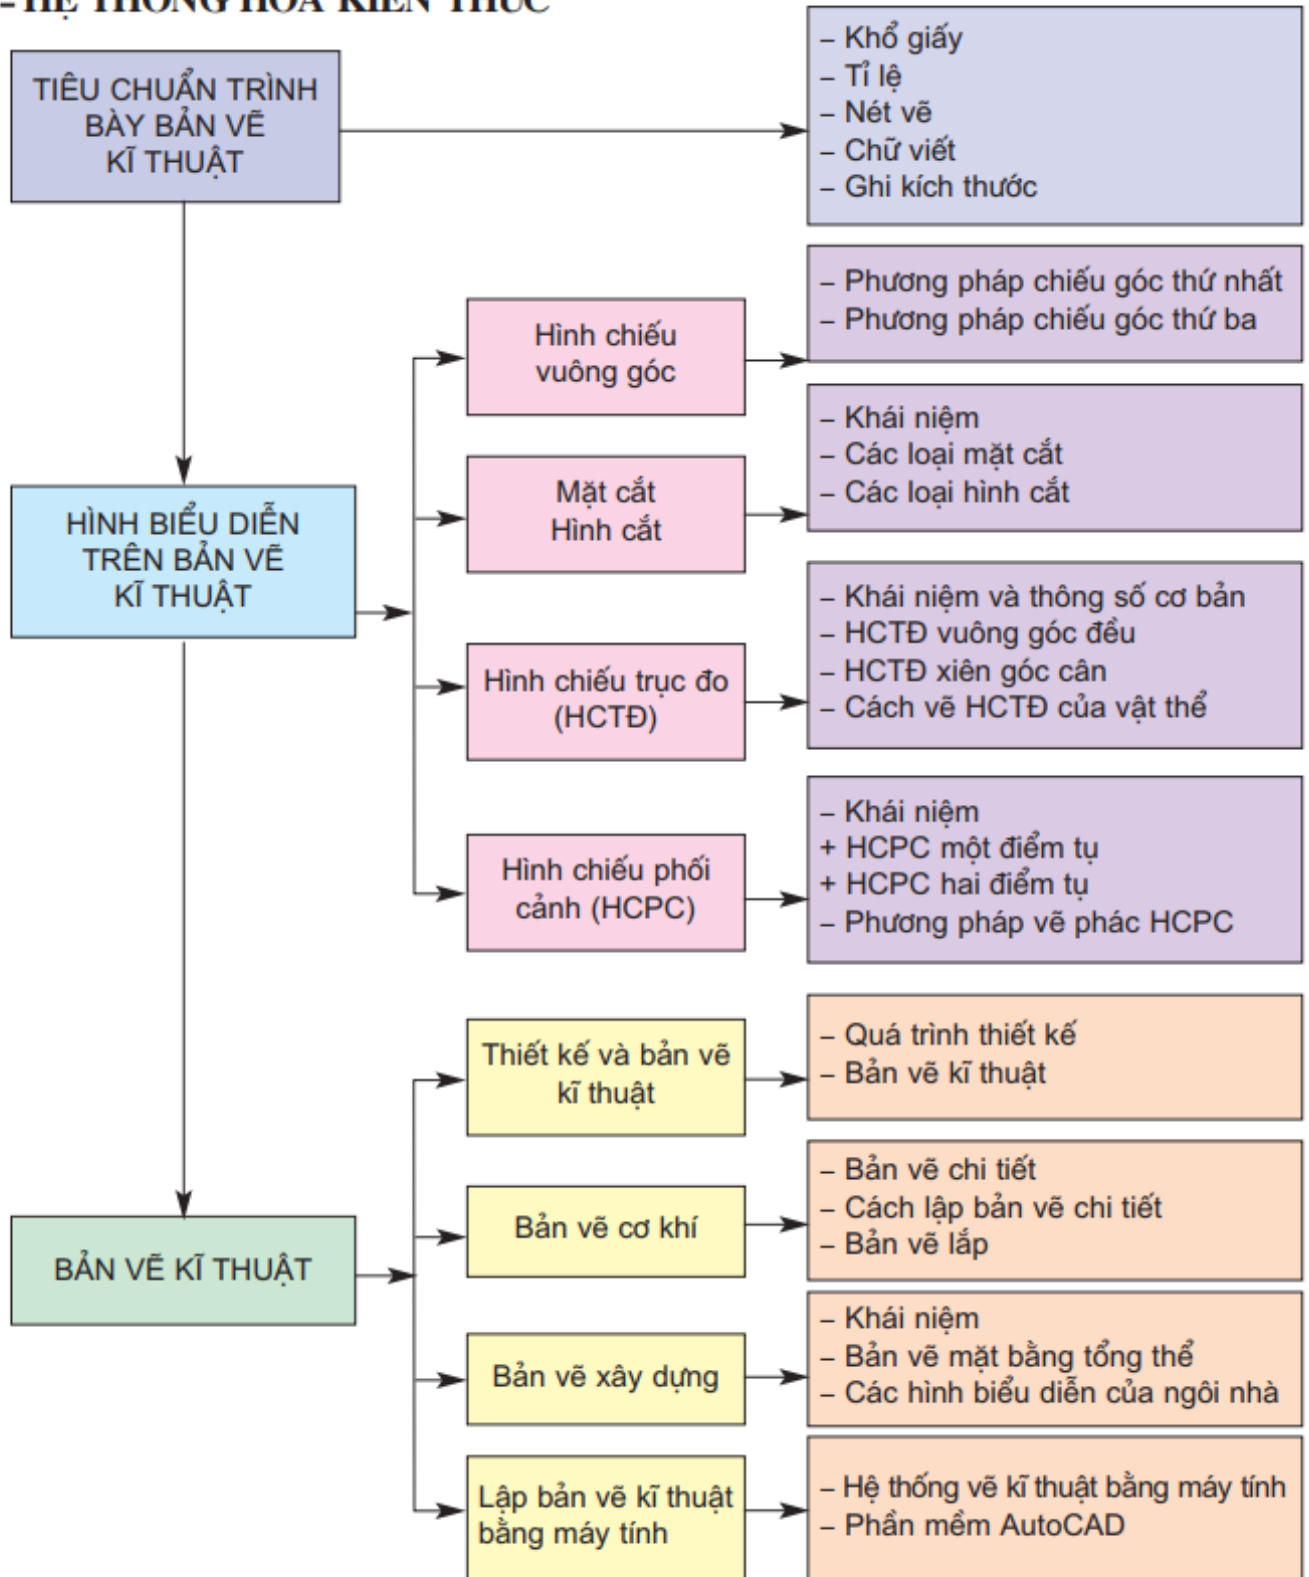 – HỆ THỐNG HÓA KIẾN THỨC
TIÊU CHUẨN TRÌNH
BÀY BẢN VẼ
KĨ THUẬT
– Khổ giấy
– Tỉ lệ
– Nét vẽ
– Chữ viết
– Ghi kích thước
HÌNH BIỂU DIỄN
TRÊN BẢN VẼ
KĨ THUẬT
Hình chiếu
vuông góc
– Phương pháp chiếu góc thứ nhất
– Phương pháp chiếu góc thứ ba
Mặt cắt
Hình cắt
– Khái niệm
– Các loại mặt cắt
– Các loại hình cắt
Hình chiếu trục đo
(HCTĐ)
– Khái niệm và thông số cơ bản
– HCTĐ vuông góc đều
– HCTĐ xiên góc cân
– Cách vẽ HCTĐ của vật thể
Hình chiếu phối
cảnh (HCPC)
– Khái niệm
+ HCPC một điểm tụ
+ HCPC hai điểm tụ
– Phương pháp vẽ phác HCPC
BẢN VẼ KĨ THUẬT
Thiết kế và bản vẽ
kĩ thuật
– Quá trình thiết kế
– Bản vẽ kĩ thuật
Bản vẽ cơ khí
– Bản vẽ chi tiết
– Cách lập bản vẽ chi tiết
– Bản vẽ lắp
Bản vẽ xây dựng
– Khái niệm
– Bản vẽ mặt bằng tổng thể
– Các hình biểu diễn của ngôi nhà
Lập bản vẽ kĩ thuật
bằng máy tính
– Hệ thống vẽ kĩ thuật bằng máy tính
– Phần mềm AutoCAD